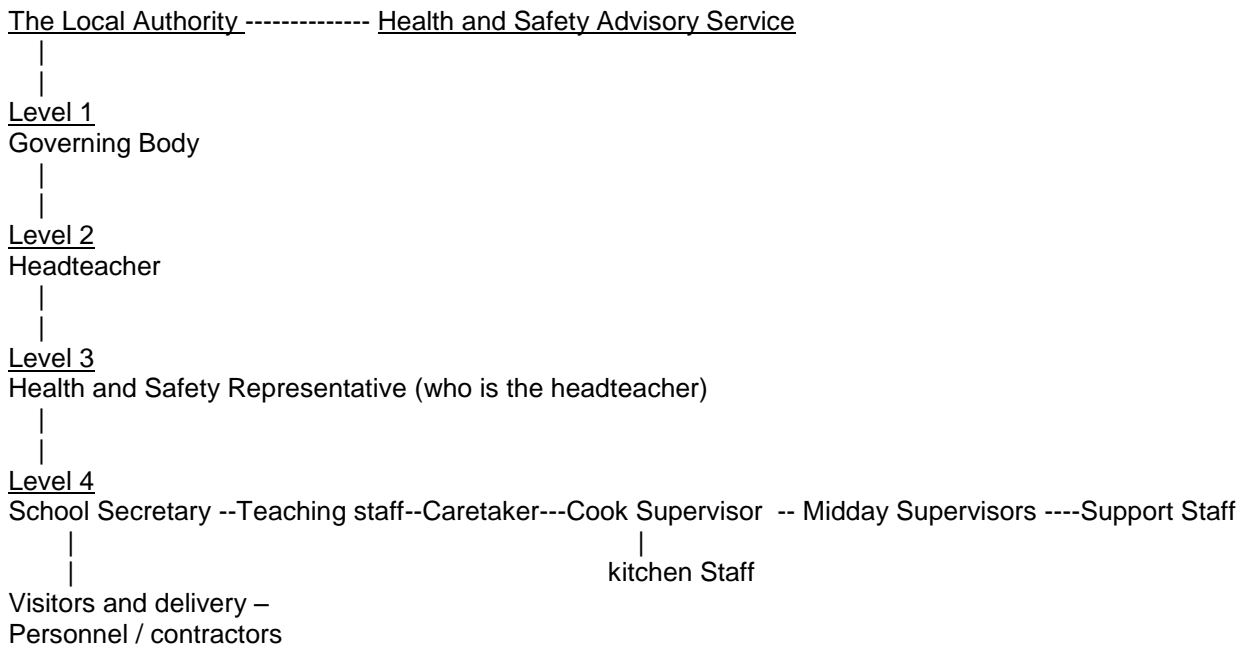 The Local Authority -------------- Health and Safety Advisory Service
|
|
Level 1
Governing Body
|
|
Level 2
Headteacher
|
|
Level 3
Health and Safety Representative (who is the headteacher)
|
|
Level 4
School Secretary --Teaching staff--Caretaker---Cook Supervisor -- Midday Supervisors ----Support Staff
| |
| kitchen Staff
Visitors and delivery –
Personnel / contractors